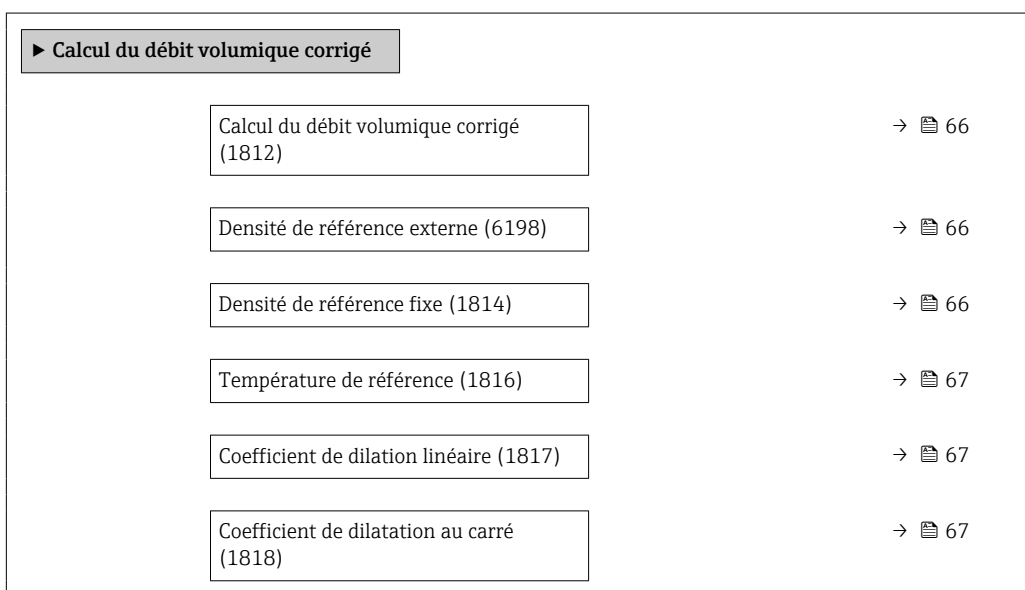 ▶ Calcul du débit volumique corrigé
Calcul du débit volumique corrigé
(1812)
→ 66
Densité de référence externe (6198)
→ 66
Densité de référence fixe (1814)
→ 66
Température de référence (1816)
→ 67
Coefficient de dilation linéaire (1817)
→ 67
Coefficient de dilatation au carré
(1818)
→ 67